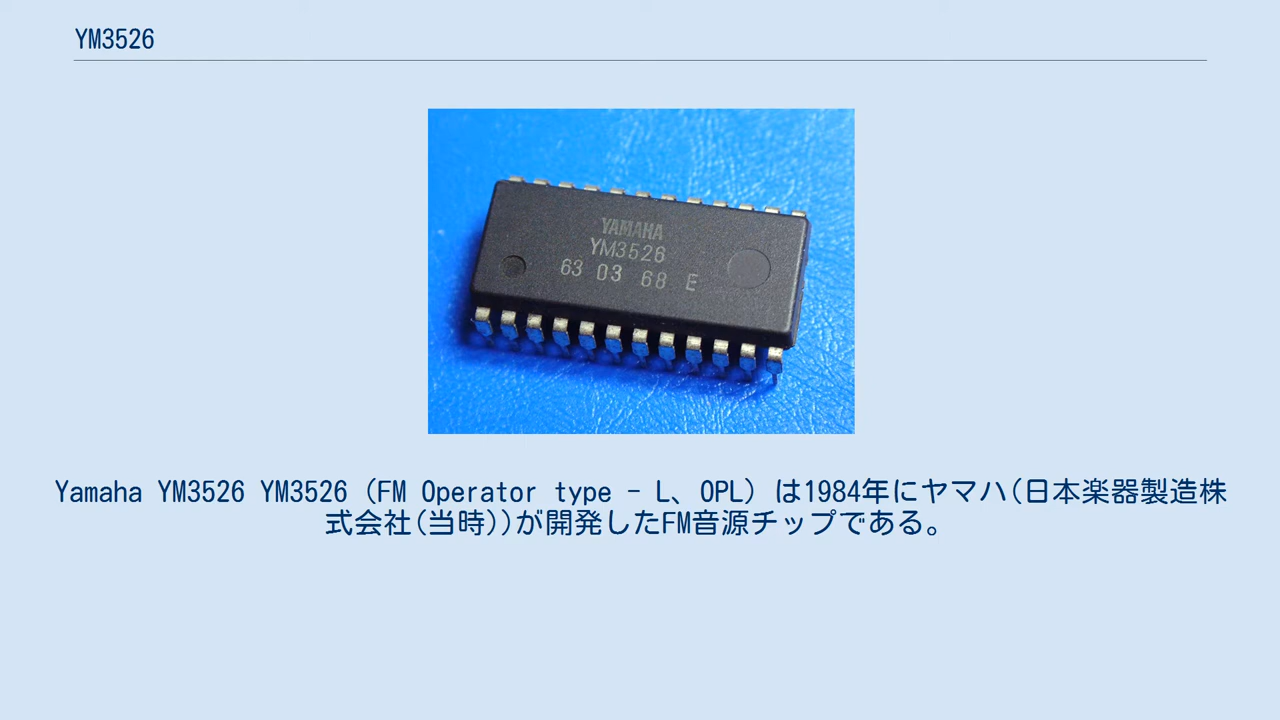 YM3526
YAMAHA
YM3526
63 03 68 E
Yamaha YM3526 YM3526 (FM Operator type - L、OPL) は1984年にヤマハ(日本楽器製造株
式会社(当時))が開発したFM音源チップである。